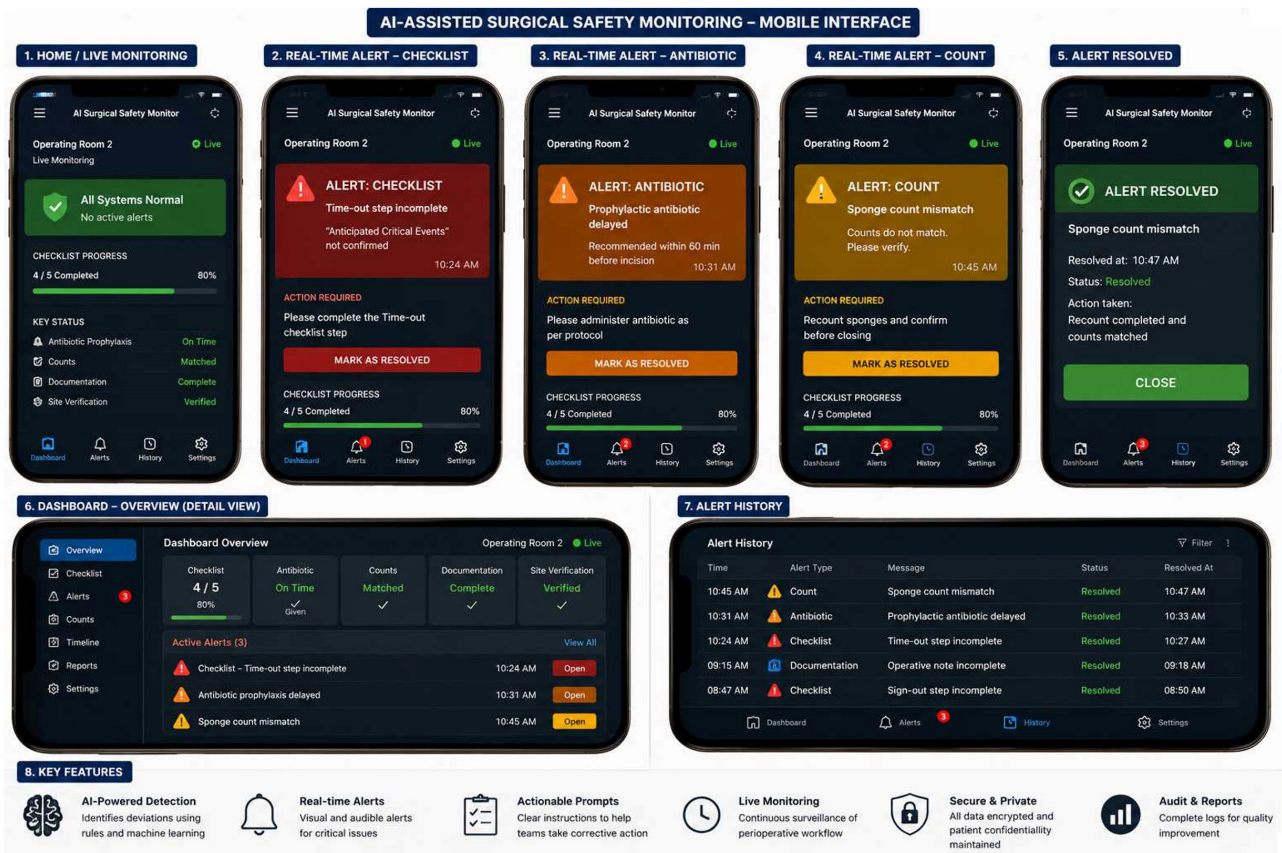 AI-ASSISTED SURGICAL SAFETY MONITORING – MOBILE INTERFACE
1. HOME / LIVE MONITORING
AI Surgical Safety Monitor
Operating Room 2
Live
Live Monitoring
All Systems Normal
No active alerts
CHECKLIST PROGRESS
4 / 5 Completed
80%
KEY STATUS
Antibiotic Prophylaxis
On Time
Counts
Matched
Documentation
Complete
Site Verification
Verified
Dashboard
Alerts
History
Settings
2. REAL-TIME ALERT – CHECKLIST
AI Surgical Safety Monitor
Operating Room 2
Live
ALERT: CHECKLIST
Time-out step incomplete
"Anticipated Critical Events"
not confirmed
10:24 AM
ACTION REQUIRED
Please complete the Time-out
checklist step
MARK AS RESOLVED
CHECKLIST PROGRESS
4 / 5 Completed
80%
Dashboard
1
Alerts
History
Settings
3. REAL-TIME ALERT – ANTIBIOTIC
AI Surgical Safety Monitor
Operating Room 2
Live
ALERT: ANTIBIOTIC
Prophylactic antibiotic
delayed
Recommended within 60 min
before incision
10:31 AM
ACTION REQUIRED
Please administer antibiotic as
per protocol
MARK AS RESOLVED
CHECKLIST PROGRESS
4 / 5 Completed
80%
Dashboard
2
Alerts
History
Settings
4. REAL-TIME ALERT – COUNT
AI Surgical Safety Monitor
Operating Room 2
Live
ALERT: COUNT
Sponge count mismatch
Counts do not match.
Please verify.
10:45 AM
ACTION REQUIRED
Recount sponges and confirm
before closing
MARK AS RESOLVED
CHECKLIST PROGRESS
4 / 5 Completed
80%
Dashboard
2
Alerts
History
Settings
5. ALERT RESOLVED
AI Surgical Safety Monitor
Operating Room 2
Live
ALERT RESOLVED
Sponge count mismatch
Resolved at: 10:47 AM
Status: Resolved
Action taken:
Recount completed and
counts matched
CLOSE
Dashboard
3
Alerts
History
Settings
6. DASHBOARD – OVERVIEW (DETAIL VIEW)
Overview
Checklist
Alerts
3
Counts
Timeline
Reports
Settings
Dashboard Overview
Operating Room 2
Live
Checklist
4 / 5
80%
Antibiotic
On Time
Given
Counts
Matched
Documentation
Complete
Site Verification
Verified
Active Alerts (3)
View All
Checklist – Time-out step incomplete
10:24 AM
Open
Antibiotic prophylaxis delayed
10:31 AM
Open
Sponge count mismatch
10:45 AM
Open
7. ALERT HISTORY
Alert History
Filter
Time Alert Type Message Status Resolved At
10:45 AM Count Sponge count mismatch Resolved 10:47 AM
10:31 AM Antibiotic Prophylactic antibiotic delayed Resolved 10:33 AM
10:24 AM Checklist Time-out step incomplete Resolved 10:27 AM
09:15 AM Documentation Operative note incomplete Resolved 09:18 AM
08:47 AM Checklist Sign-out step incomplete Resolved 08:50 AM
Dashboard
Alerts
3
History
Settings
8. KEY FEATURES
AI-Powered Detection
Identifies deviations using
rules and machine learning
Real-time Alerts
Visual and audible alerts
for critical issues
Actionable Prompts
Clear instructions to help
teams take corrective action
Live Monitoring
Continuous surveillance of
perioperative workflow
Secure & Private
All data encrypted and
patient confidentiallity
maintained
Audit & Reports
Complete logs for quality
improvement